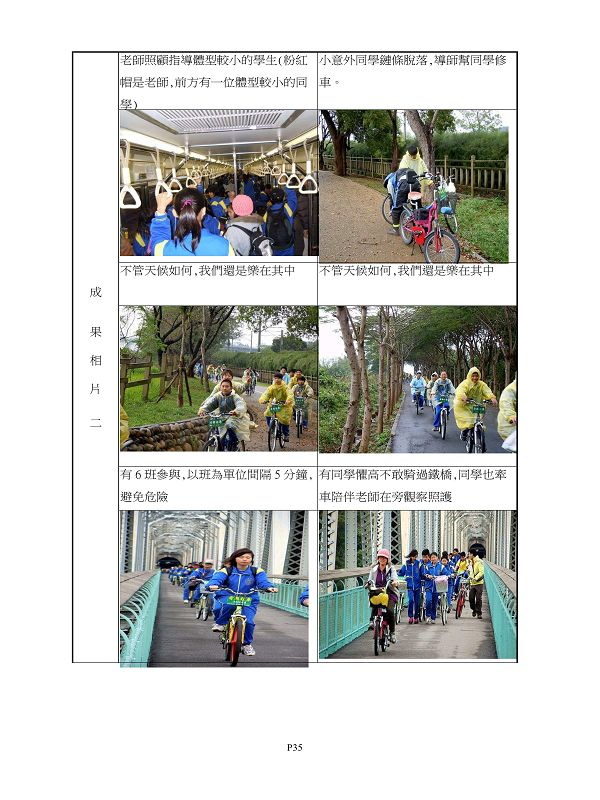 成
果
相
片
二
老師照顧指導體型較小的學生(粉紅
帽是老師,前方有一位體型較小的同
學)
小意外同學鏈條脫落,導師幫同學修
車。
不管天候如何,我們還是樂在其中
不管天候如何,我們還是樂在其中
有 6 班參與,以班為單位間隔 5 分鐘,
避免危險
有同學懼高不敢騎過鐵橋,同學也牽
車陪伴老師在旁觀察照護
P35